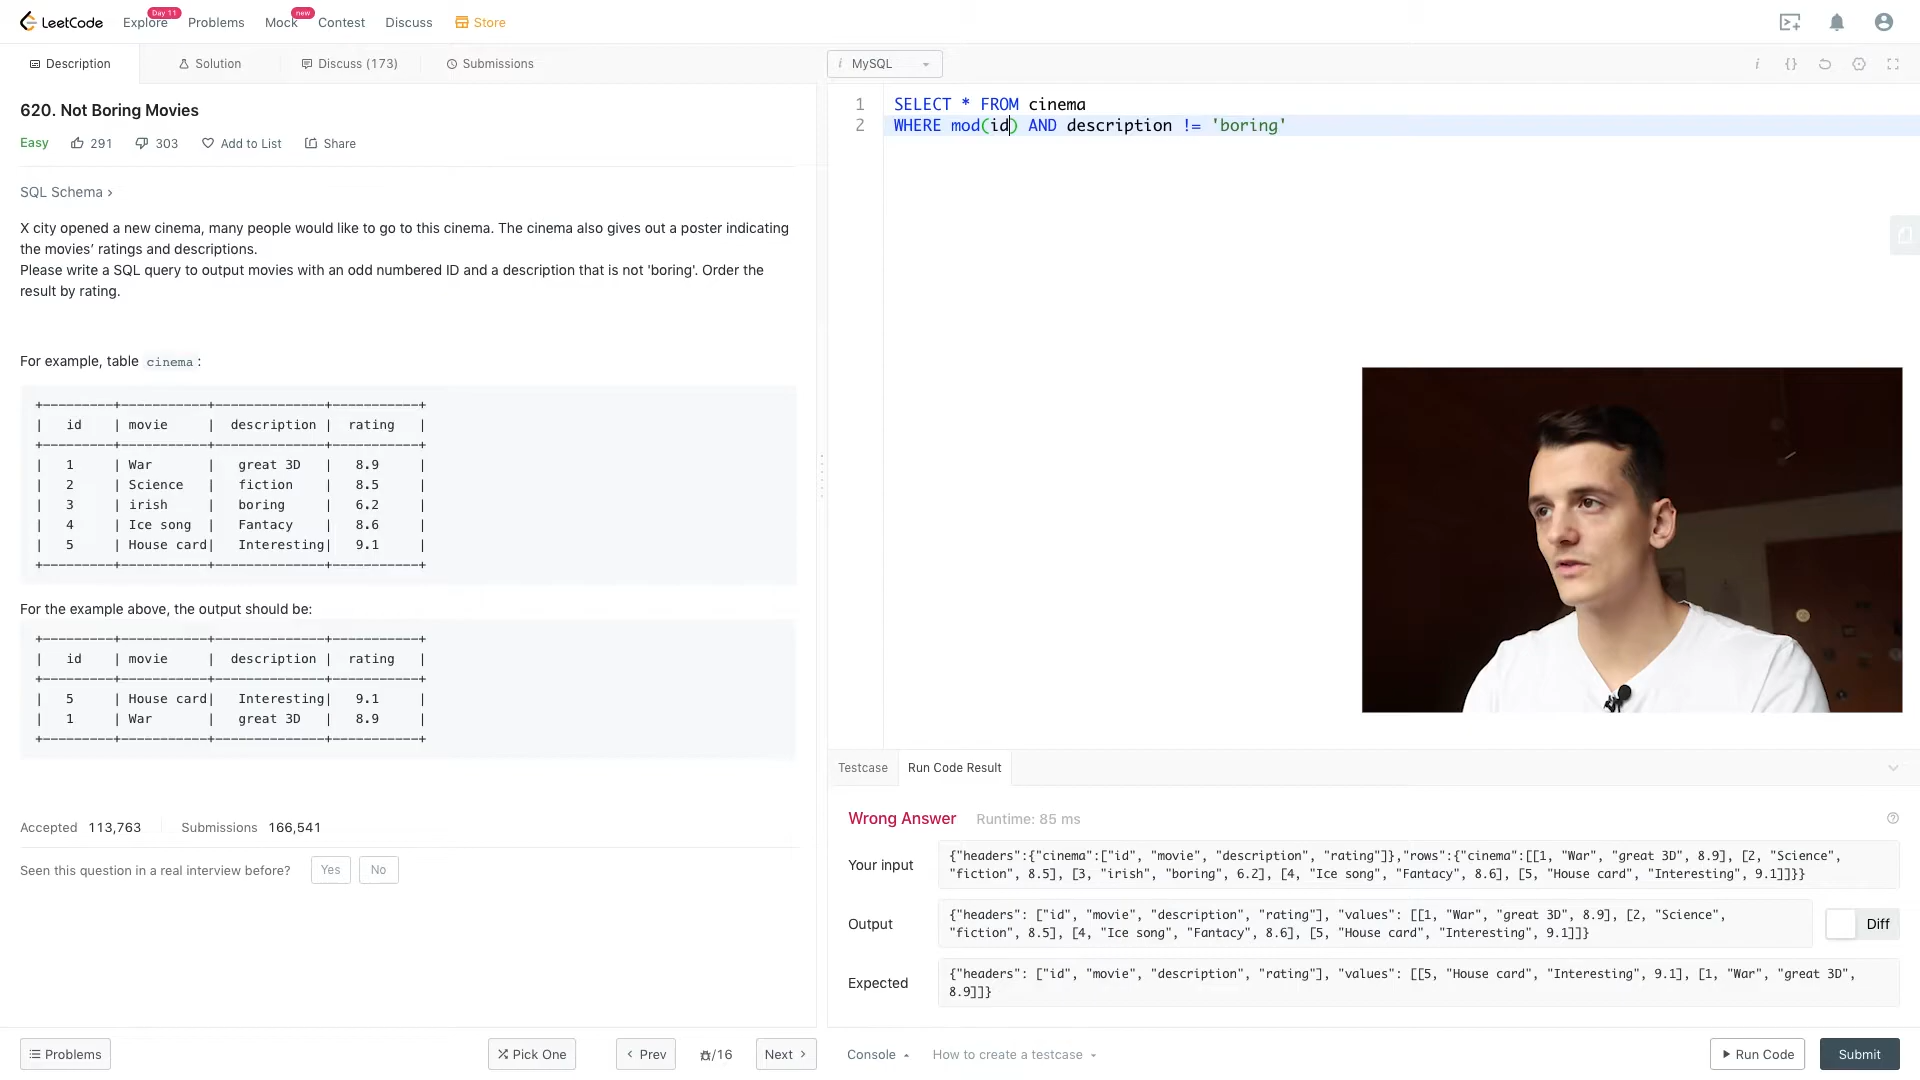 LeetCode
Explore
Day 11
Problems
Mock
new
Contest
Discuss
Store
Description
Solution
Discuss (173)
Submissions
i MySQL
620. Not Boring Movies
Easy 291 303 Add to List Share
SQL Schema >
X city opened a new cinema, many people would like to go to this cinema. The cinema also gives out a poster indicating
the movies’ ratings and descriptions.
Please write a SQL query to output movies with an odd numbered ID and a description that is not 'boring'. Order the
result by rating.
For example, table cinema :
+---------+-----------+--------------+-----------+
| id | movie | description | rating |
+---------+-----------+--------------+-----------+
| 1 | War | great 3D | 8.9 |
| 2 | Science | fiction | 8.5 |
| 3 | irish | boring | 6.2 |
| 4 | Ice song | Fantacy | 8.6 |
| 5 | House card| Interesting| 9.1 |
+---------+-----------+--------------+-----------+
For the example above, the output should be:
+---------+-----------+--------------+-----------+
| id | movie | description | rating |
+---------+-----------+--------------+-----------+
| 5 | House card| Interesting| 9.1 |
| 1 | War | great 3D | 8.9 |
+---------+-----------+--------------+-----------+
Accepted 113,763 Submissions 166,541
Seen this question in a real interview before? Yes No
Problems
Pick One
< Prev
/16
Next >
1 SELECT * FROM cinema
2 WHERE mod(id) AND description != 'boring'
Testcase
Run Code Result
Wrong Answer Runtime: 85 ms
Your input
{"headers":{"cinema":["id", "movie", "description", "rating"]},"rows":{"cinema":[[1, "War", "great 3D", 8.9], [2, "Science",
"fiction", 8.5], [3, "irish", "boring", 6.2], [4, "Ice song", "Fantacy", 8.6], [5, "House card", "Interesting", 9.1]]}}
Output
{"headers": ["id", "movie", "description", "rating"], "values": [[1, "War", "great 3D", 8.9], [2, "Science",
"fiction", 8.5], [4, "Ice song", "Fantacy", 8.6], [5, "House card", "Interesting", 9.1]]}
Diff
Expected
{"headers": ["id", "movie", "description", "rating"], "values": [[5, "House card", "Interesting", 9.1], [1, "War", "great 3D",
8.9]]}
Console
How to create a testcase
Run Code
Submit